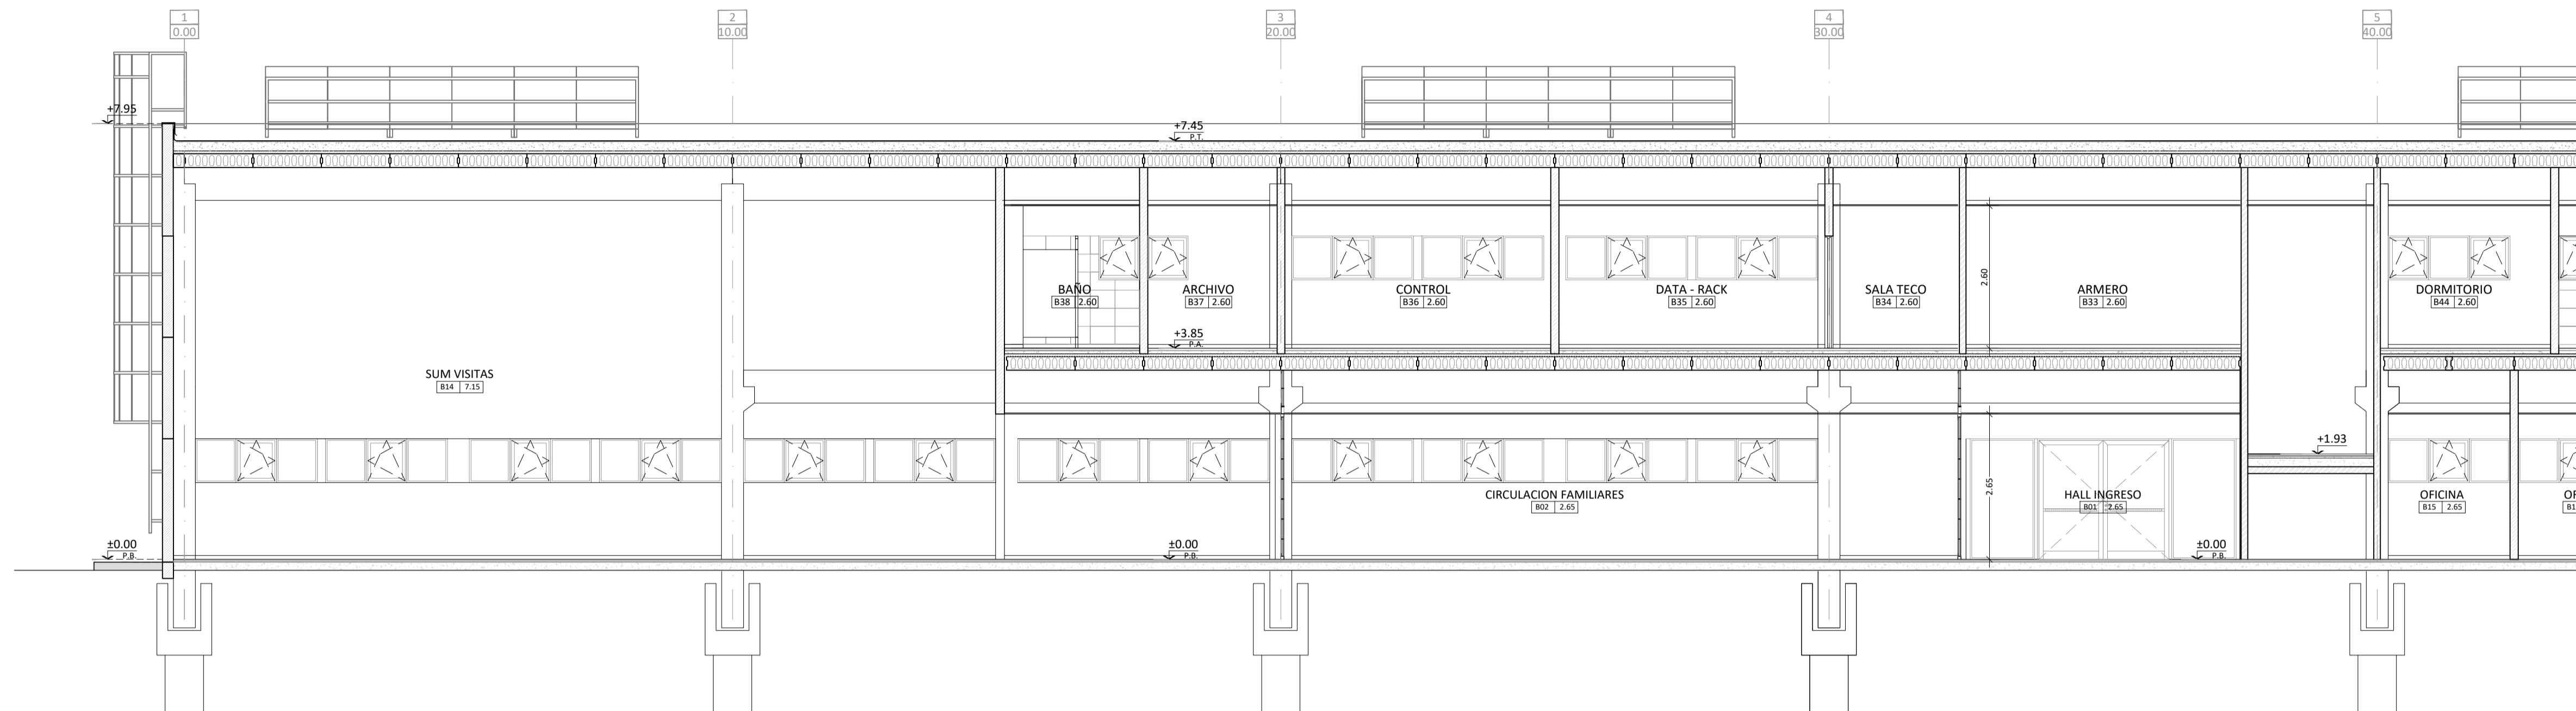 1
0.00
2
10.00
3
20.00
4
30.00
5
40.00
+7.95
+7.45
P.T.
2.60
BAÑO
B38 2.60
ARCHIVO
B37 2.60
CONTROL
B36 2.60
DATA - RACK
B35 2.60
SALA TECO
B34 2.60
ARMERO
B33 2.60
DORMITORIO
B44 2.60
+3.85
P.A.
SUM VISITAS
B14 7.15
+1.93
2.65
CIRCULACION FAMILIARES
B02 2.65
HALL INGRESO
B01 2.65
OFICINA
B15 2.65
±0.00
P.B.
±0.00
P.B.
±0.00
P.B.